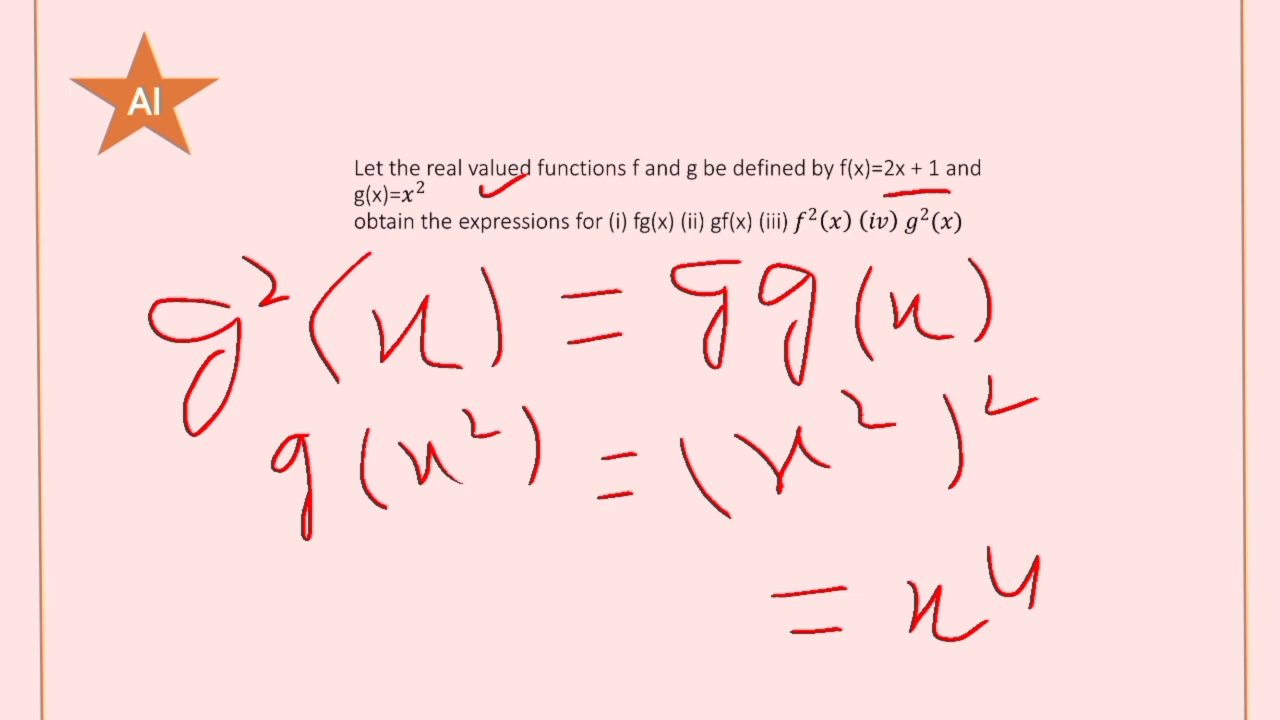 AI
Let the real valued functions f and g be defined by f(x)=2x + 1 and
g(x)=x²
obtain the expressions for (i) fg(x) (ii) gf(x) (iii) f²(x) (iv) g²(x)
g²(x) = gg(x)
g(x²) = (x²)²
= x⁴